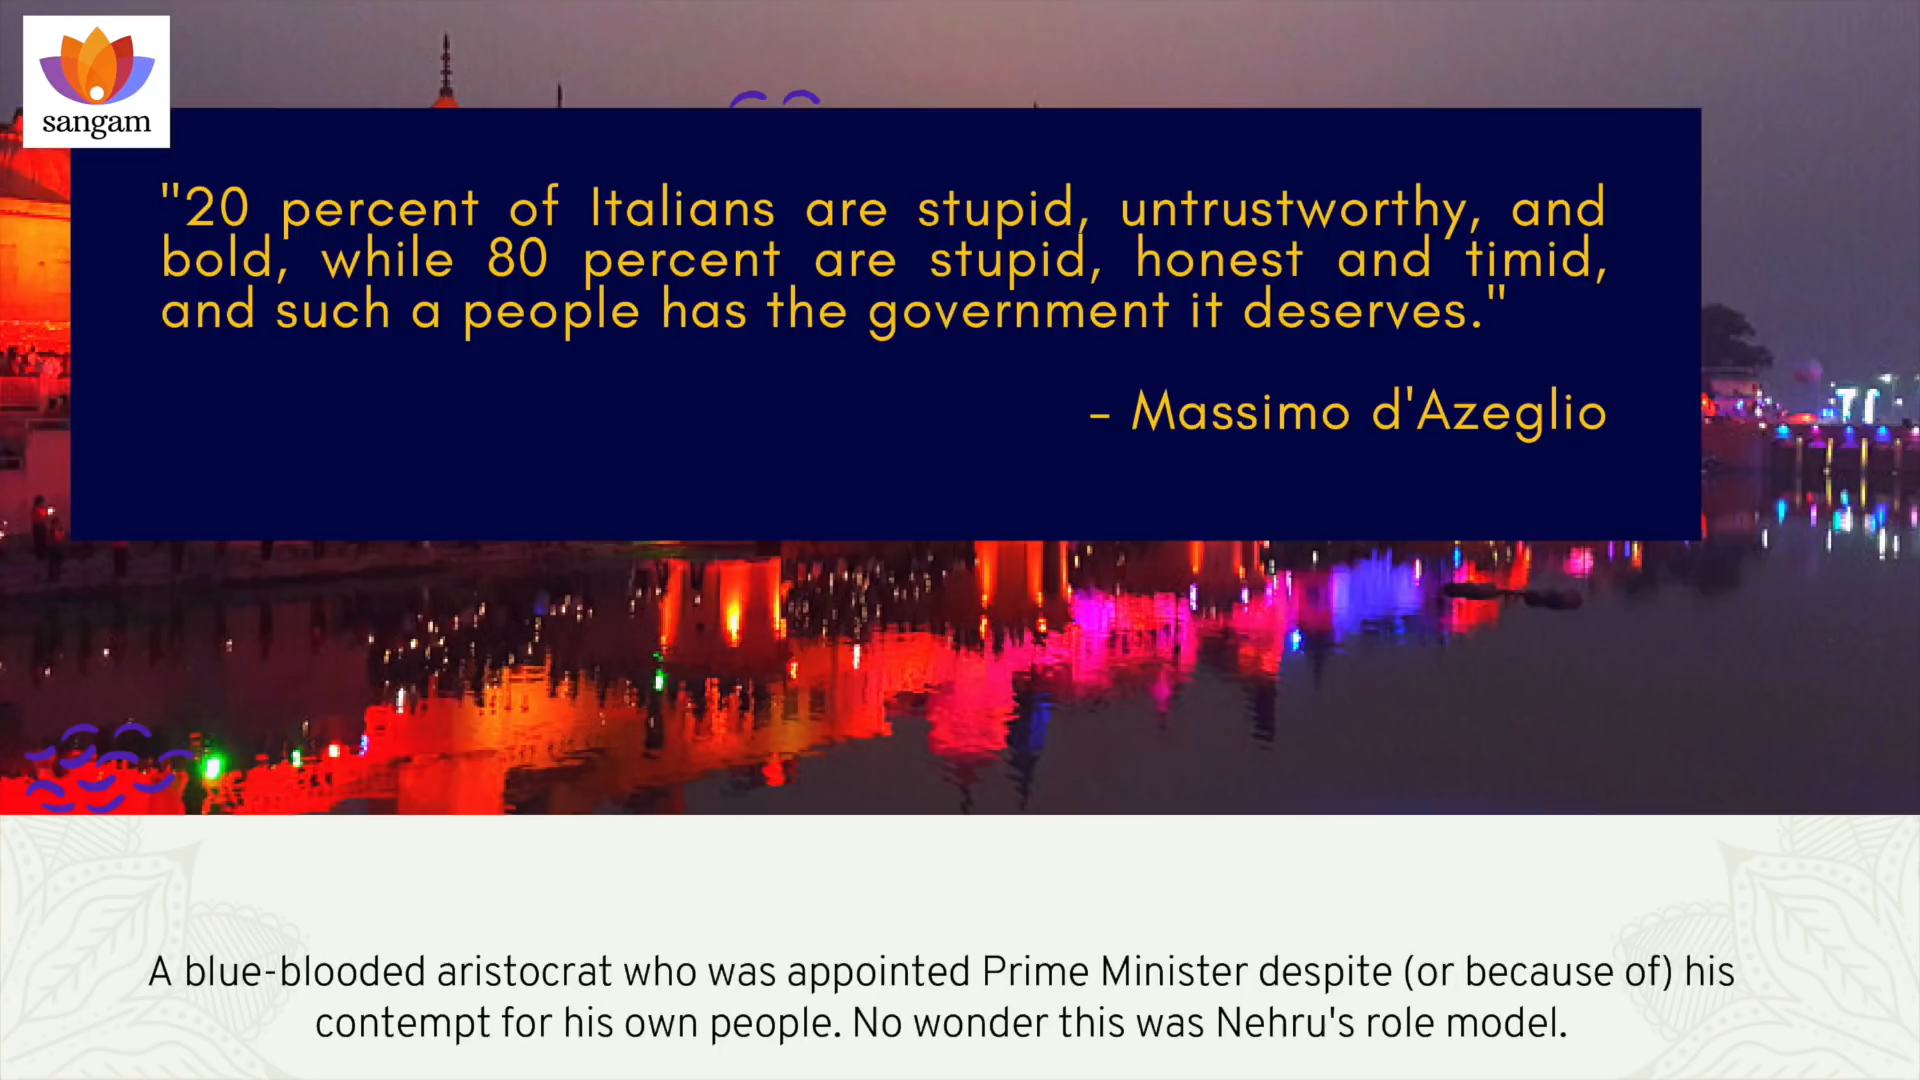 sangam
"20 percent of Italians are stupid, untrustworthy, and
bold, while 80 percent are stupid, honest and timid,
and such a people has the government it deserves."
– Massimo d'Azeglio
A blue-blooded aristocrat who was appointed Prime Minister despite (or because of) his
contempt for his own people. No wonder this was Nehru's role model.